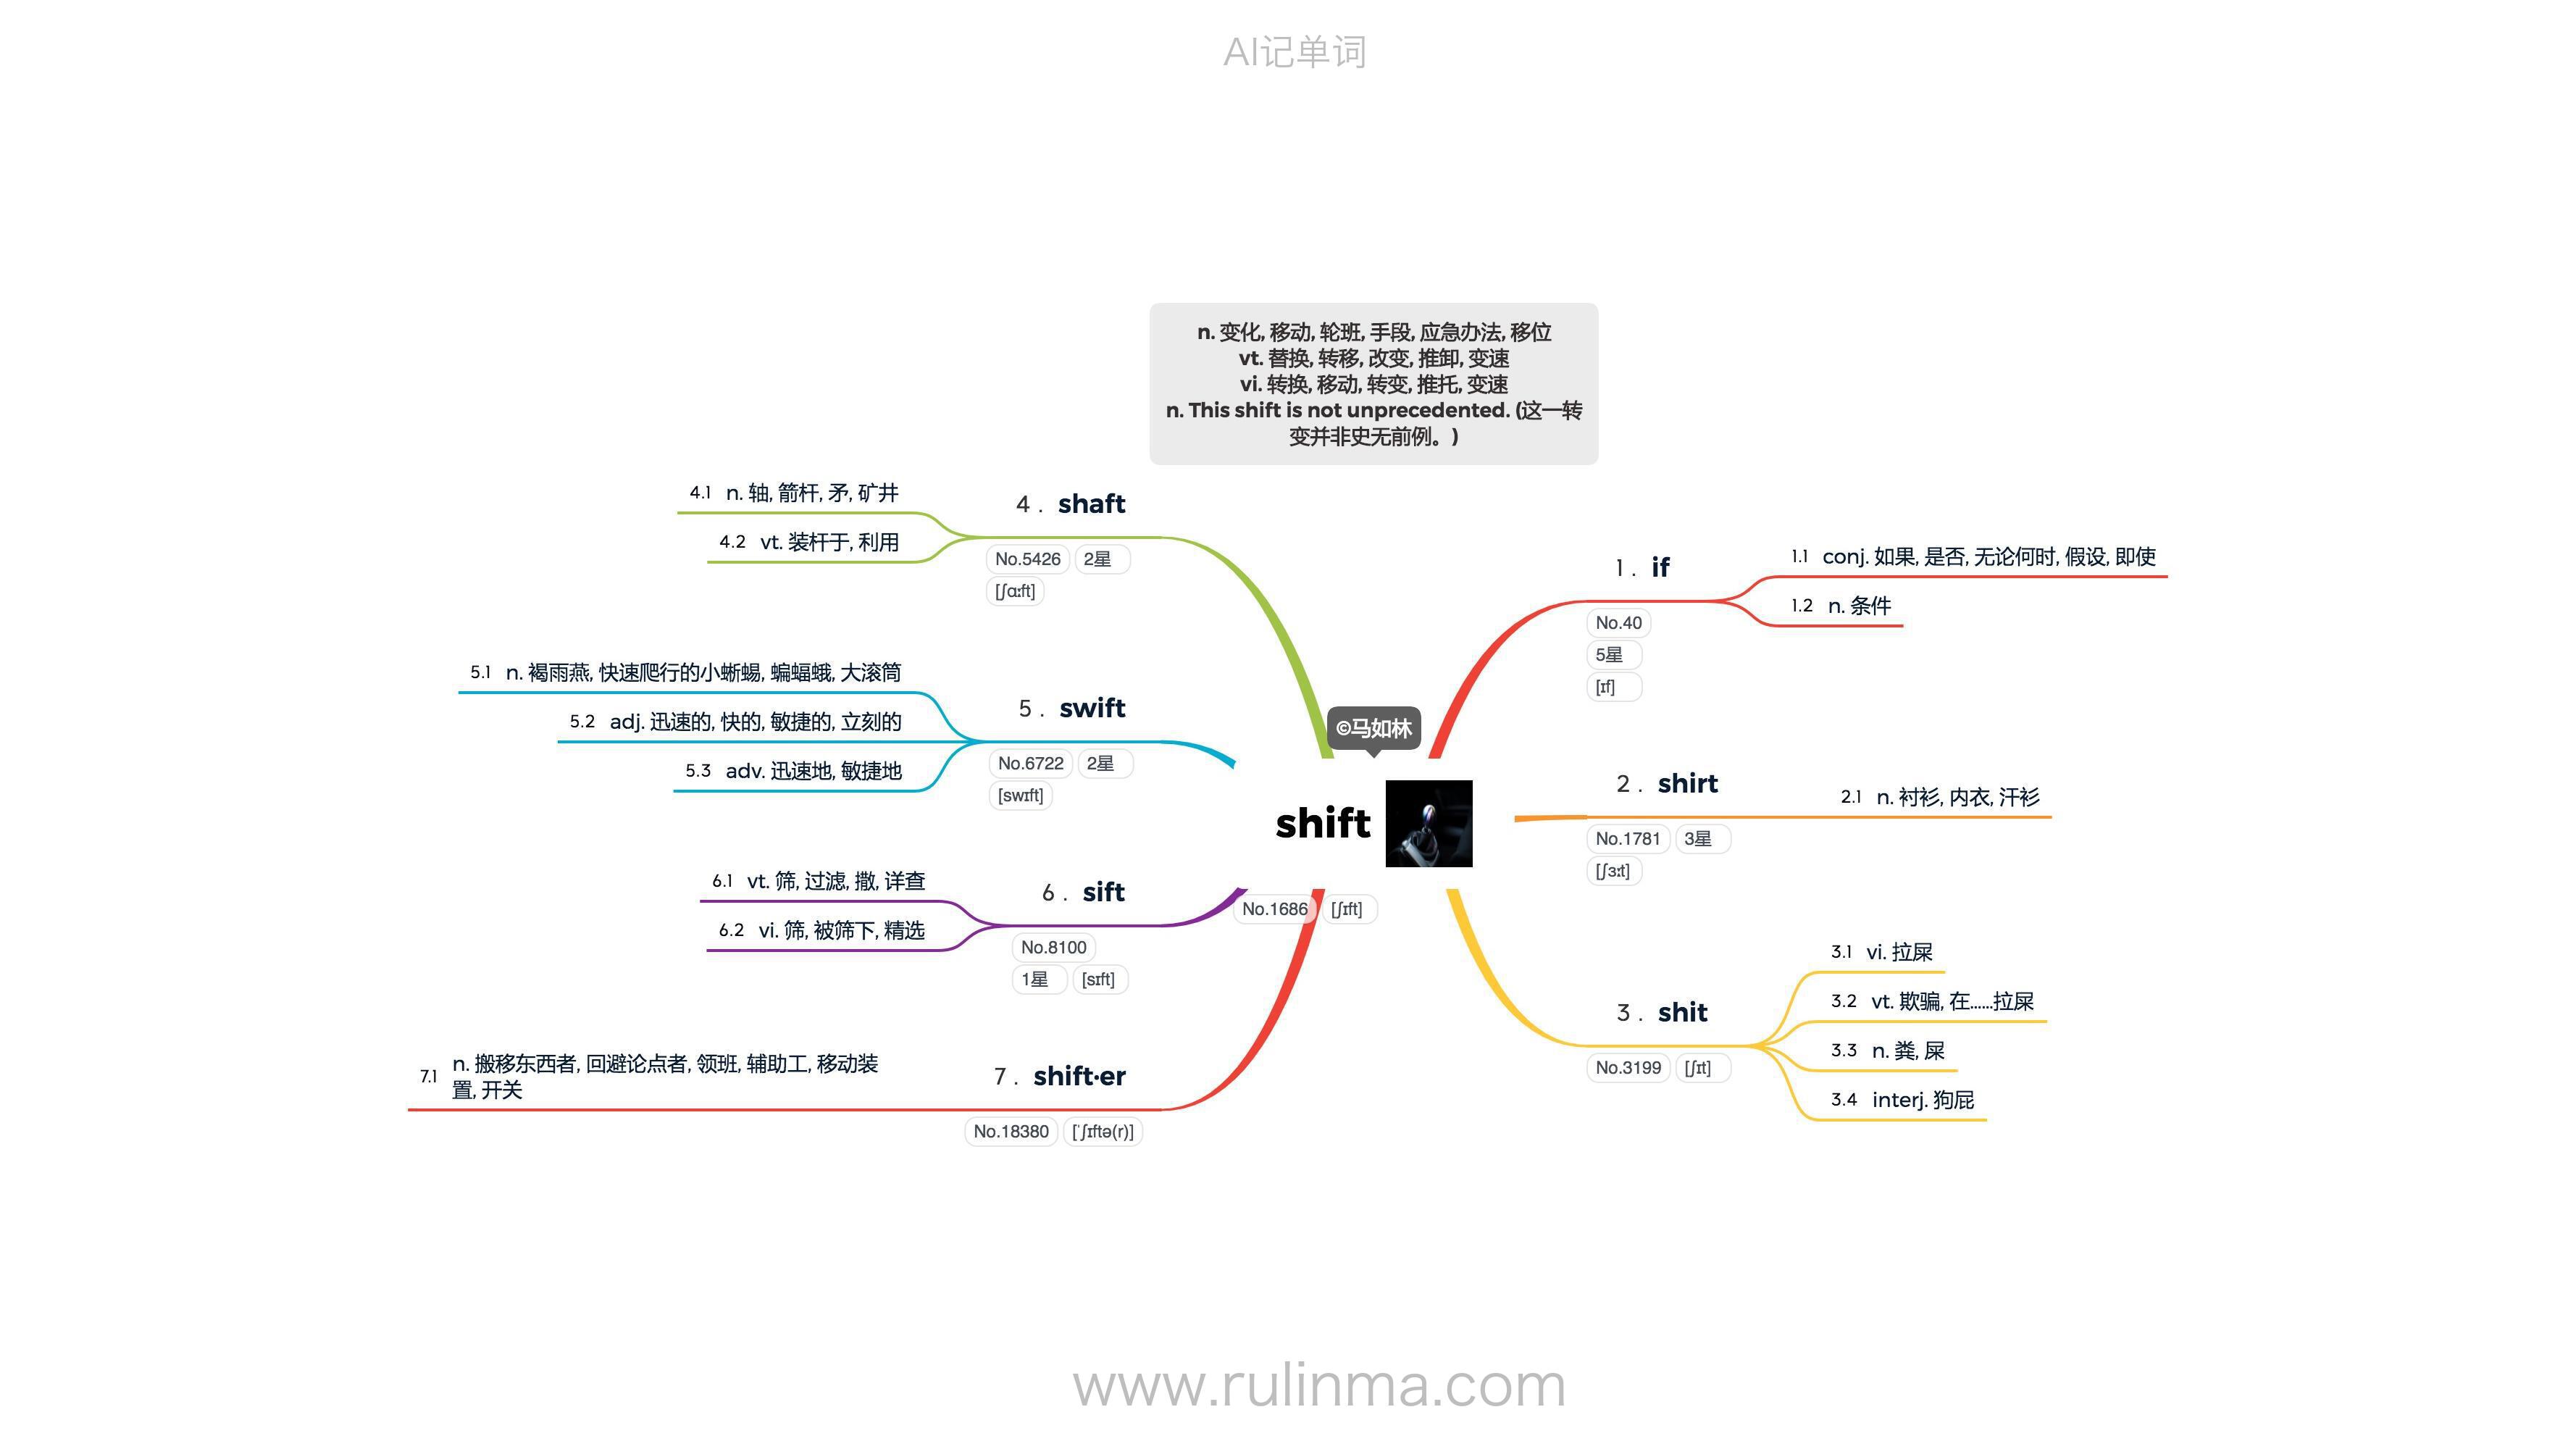 AI记单词
n. 变化, 移动, 轮班, 手段, 应急办法, 移位
vt. 替换, 转移, 改变, 推卸, 变速
vi. 转换, 移动, 转变, 推托, 变速
n. This shift is not unprecedented. (这一转
变并非史无前例。)
©马如林
shift
No.1686 [ʃɪft]
1. if
No.40
5星
[ɪf]
1.1 conj. 如果, 是否, 无论何时, 假设, 即使
1.2 n. 条件
2. shirt
No.1781 3星
[ʃɜːt]
2.1 n. 衬衫, 内衣, 汗衫
3. shit
No.3199 [ʃɪt]
3.1 vi. 拉屎
3.2 vt. 欺骗, 在……拉屎
3.3 n. 粪, 屎
3.4 interj. 狗屁
4. shaft
No.5426 2星
[ʃɑːft]
4.1 n. 轴, 箭杆, 矛, 矿井
4.2 vt. 装杆于, 利用
5. swift
No.6722 2星
[swɪft]
5.1 n. 褐雨燕, 快速爬行的小蜥蜴, 蝙蝠蛾, 大滚筒
5.2 adj. 迅速的, 快的, 敏捷的, 立刻的
5.3 adv. 迅速地, 敏捷地
6. sift
No.8100
1星 [sɪft]
6.1 vt. 筛, 过滤, 撒, 详查
6.2 vi. 筛, 被筛下, 精选
7. shift·er
No.18380 [ˈʃɪftə(r)]
7.1 n. 搬移东西者, 回避论点者, 领班, 辅助工, 移动装
置, 开关
www.rulinma.com